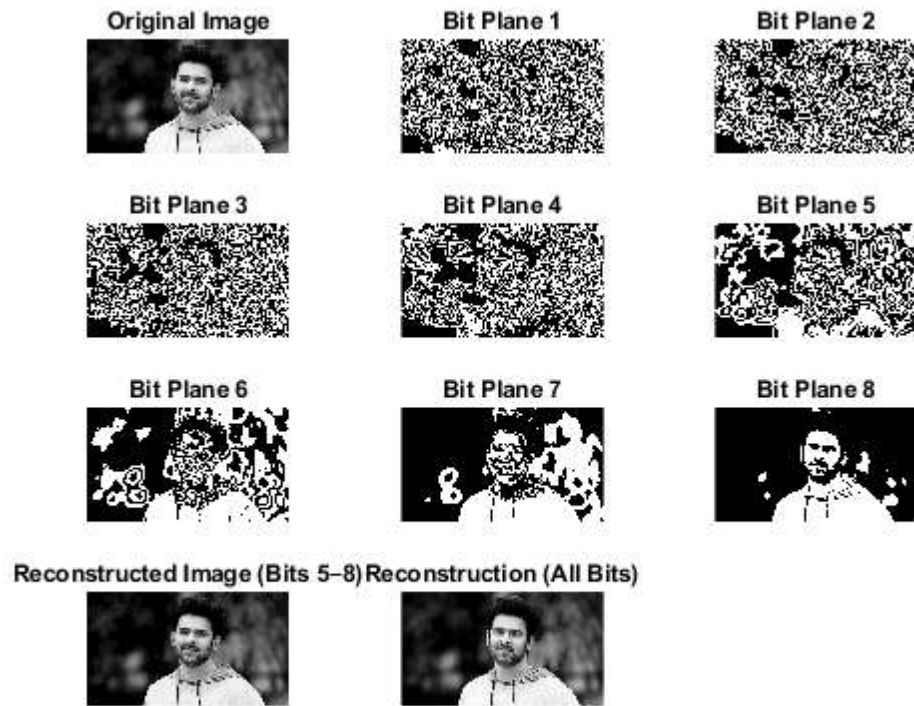 Original Image
Bit Plane 1
Bit Plane 2
Bit Plane 3
Bit Plane 4
Bit Plane 5
Bit Plane 6
Bit Plane 7
Bit Plane 8
Reconstructed Image (Bits 5–8)
Reconstruction (All Bits)